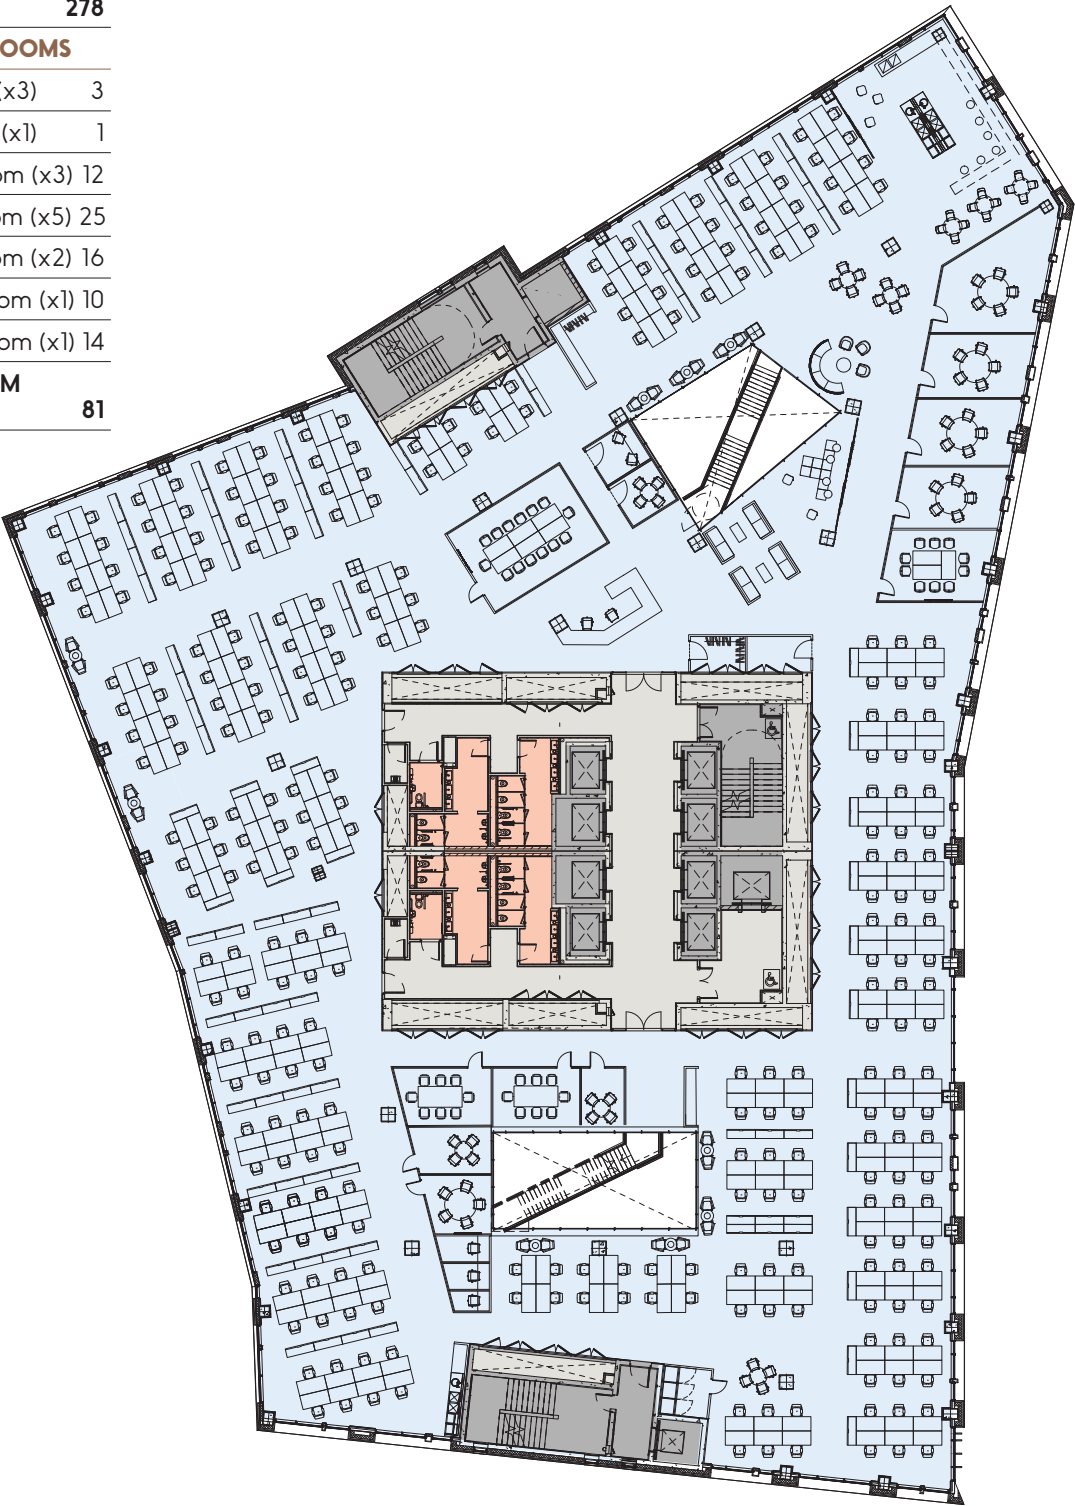 278
OOMS
(x3) 3
(x1) 1
om (x3) 12
om (x5) 25
om (x2) 16
om (x1) 10
om (x1) 14
M
81